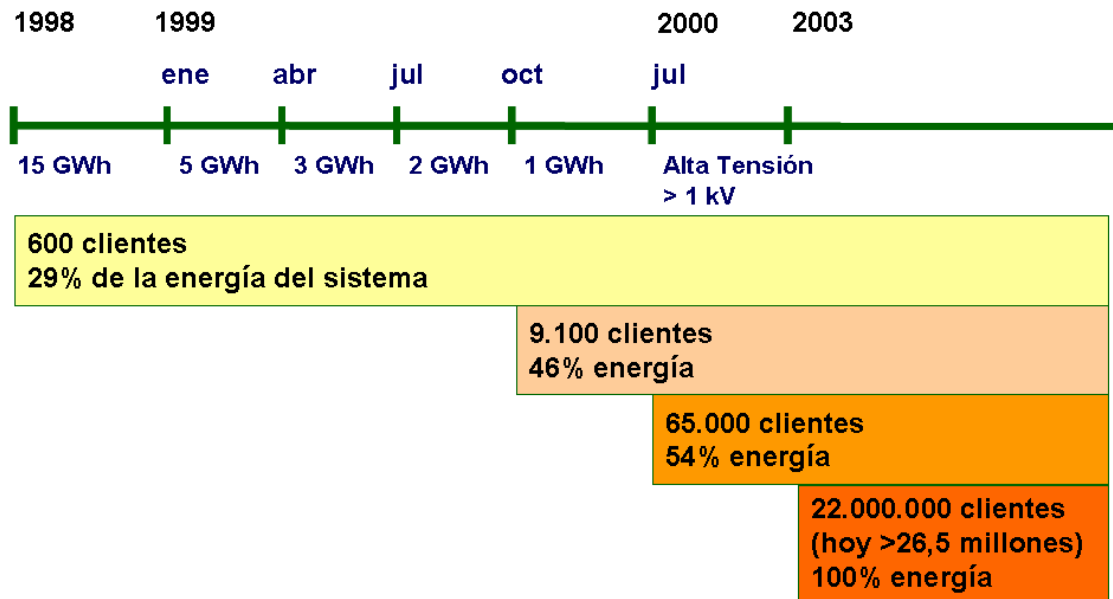 1998 1999 2000 2003
ene abr jul oct jul
15 GWh 5 GWh 3 GWh 2 GWh 1 GWh Alta Tensión
> 1 kV
600 clientes
29% de la energía del sistema
9.100 clientes
46% energía
65.000 clientes
54% energía
22.000.000 clientes
(hoy >26,5 millones)
100% energía